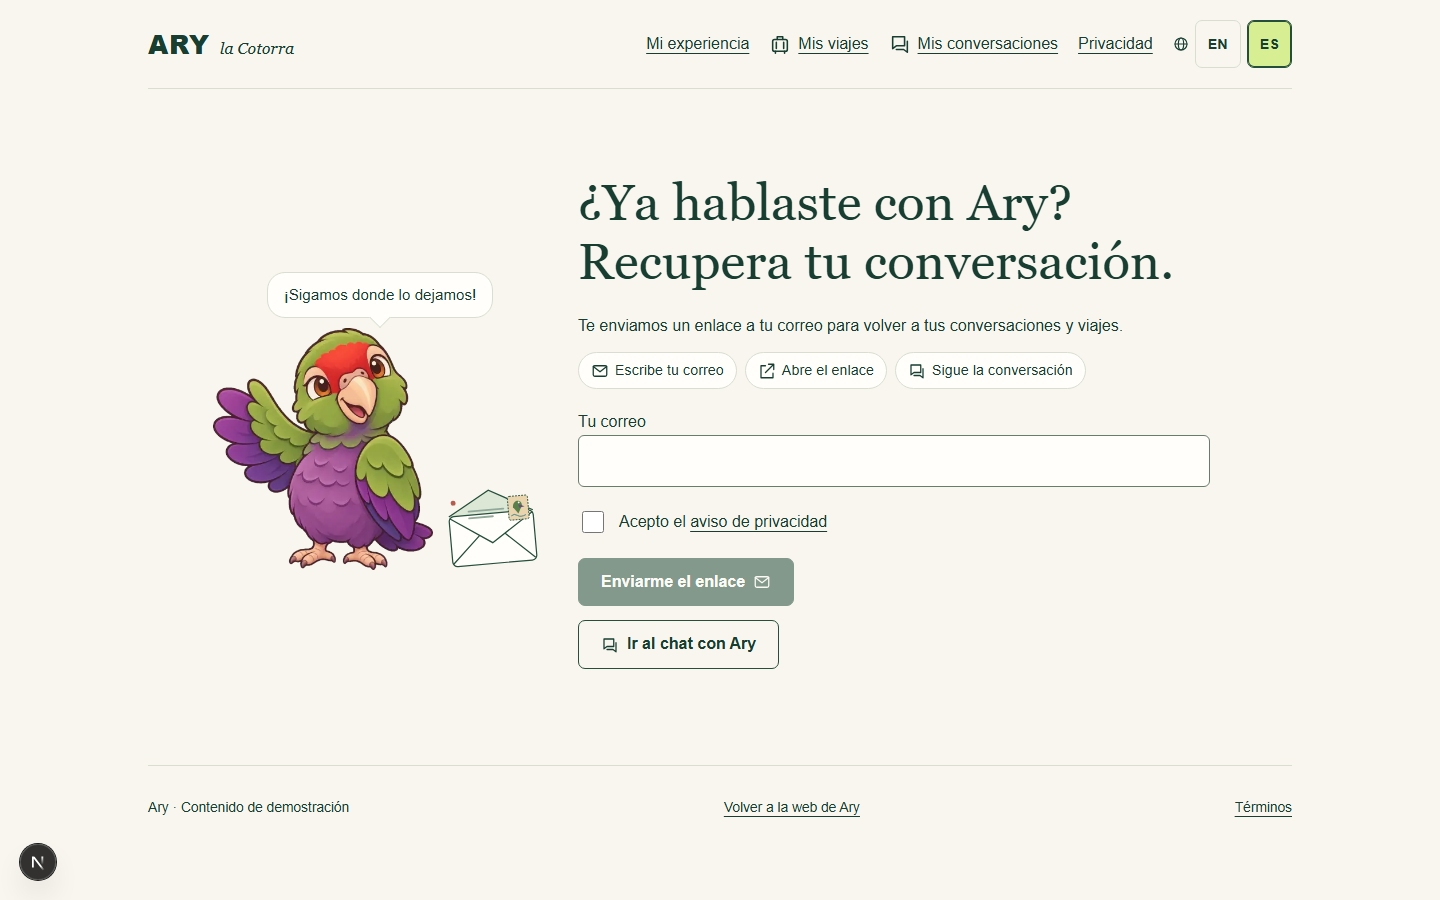 ARY la Cotorra
Mi experiencia
Mis viajes
Mis conversaciones
Privacidad
EN
ES
¡Sigamos donde lo dejamos!
¿Ya hablaste con Ary?
Recupera tu conversación.
Te enviamos un enlace a tu correo para volver a tus conversaciones y viajes.
Escribe tu correo
Abre el enlace
Sigue la conversación
Tu correo
Acepto el aviso de privacidad
Enviarme el enlace
Ir al chat con Ary
Ary · Contenido de demostración
Volver a la web de Ary
Términos
N